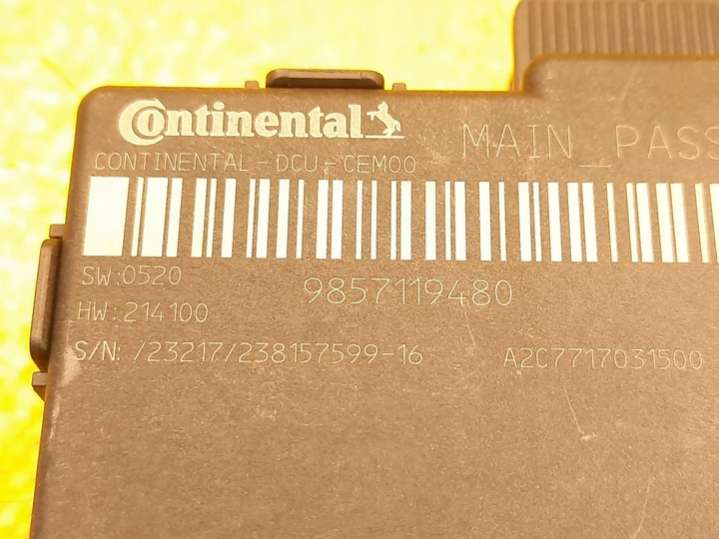 Continental
MAIN_PASS
CONTINENTAL-DCU-CEM00
SW:0520
9857119480
HW:214100
S/N: /23217/238157599-16
A2C7717031500